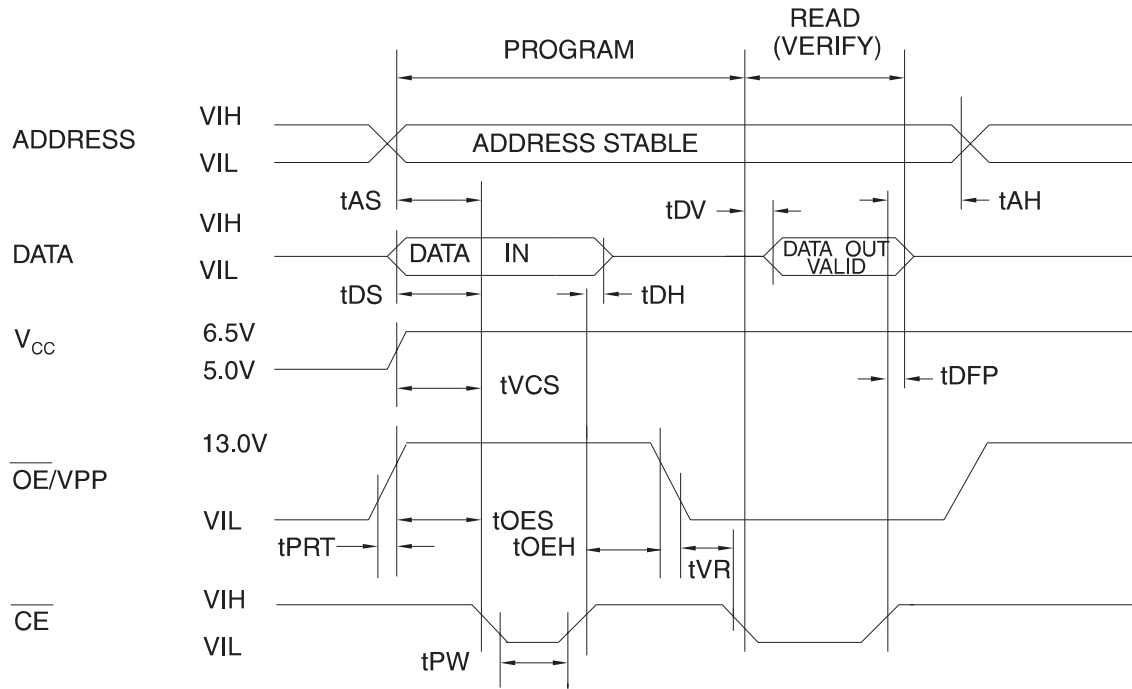 READ
(VERIFY)
PROGRAM
ADDRESS
VIH
VIL
ADDRESS STABLE
tAS
tDV
tAH
DATA
VIH
VIL
DATA IN
DATA OUT
VALID
tDS
tDH
VCC
6.5V
5.0V
tVCS
tDFP
OE/VPP
13.0V
VIL
tOES
tPRT
tOEH
tVR
CE
VIH
VIL
tPW